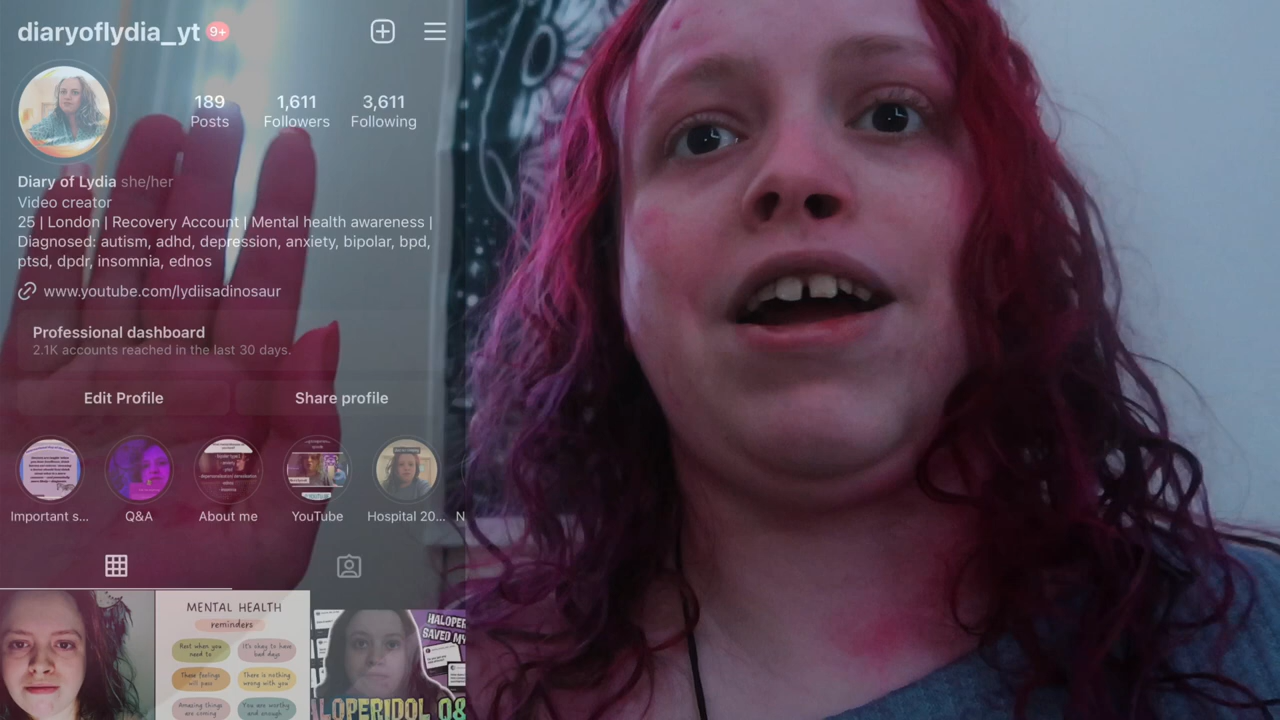 diaryoflydia_yt 9+
189 1,611 3,611
Posts Followers Following
Diary of Lydia she/her
Video creator
25 | London | Recovery Account | Mental health awareness |
Diagnosed: autism, adhd, depression, anxiety, bipolar, bpd,
ptsd, dpdr, insomnia, ednos
www.youtube.com/lydiisadinosaur
Professional dashboard
2.1K accounts reached in the last 30 days.
Edit Profile Share profile
Important s... Q&A About me YouTube Hospital 20... N
MENTAL HEALTH
reminders
Rest when you
need to
It's okay to have
bad days
These feelings
will pass
There is nothing
wrong with you
Amazing things
are coming
You are worthy
and enough
HALOPER
SAVED MY
ALOPERIDOL Q&